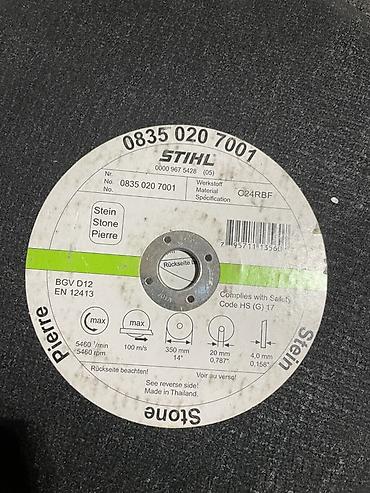 0835 020 7001
STIHL®
0000 967 5428 (05)
Nr.
No. 0835 020 7001
No.
Werkstoff
Material
Spécification
C24RBF
Stein
Stone
Pierre
Rückseite b
BGV D12
EN 12413
Complies with Safety
Code HS (G) 17
max
max
5460 1/min
5460 rpm
100 m/s
350 mm
14"
20 mm
0,787"
4,0 mm
0,158"
Rückseite beachten!
Voir au verso!
See reverse side!
Made in Thailand.
Pierre
Stone
Stein